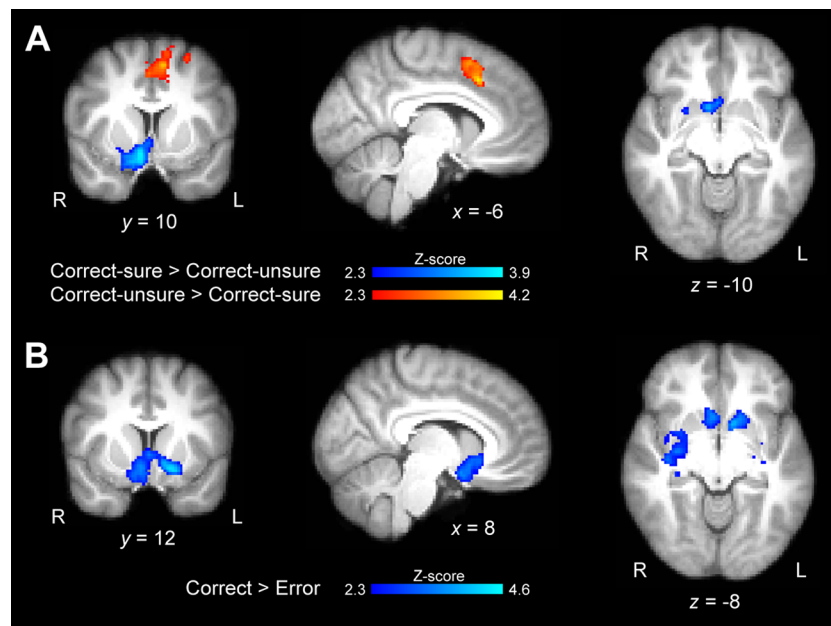 A
R L
y = 10
x = -6
R L
z = -10
Z-score
Correct-sure > Correct-unsure 2.3 3.9
Correct-unsure > Correct-sure 2.3 4.2
B
R L
y = 12
x = 8
R L
z = -8
Z-score
Correct > Error 2.3 4.6